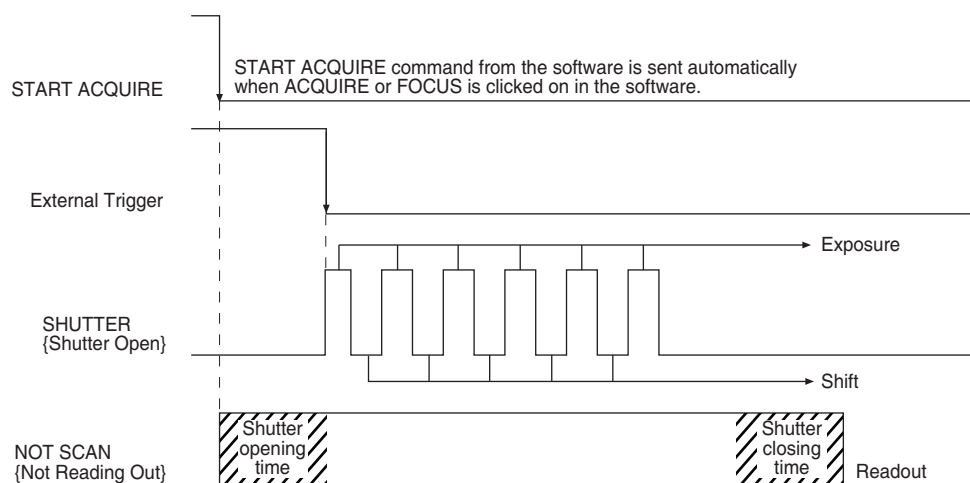 START ACQUIRE command from the software is sent automatically
when ACQUIRE or FOCUS is clicked on in the software.
START ACQUIRE
External Trigger
Exposure
SHUTTER
{Shutter Open}
Shift
Shutter
opening
time
Shutter
closing
time
NOT SCAN
{Not Reading Out}
Readout